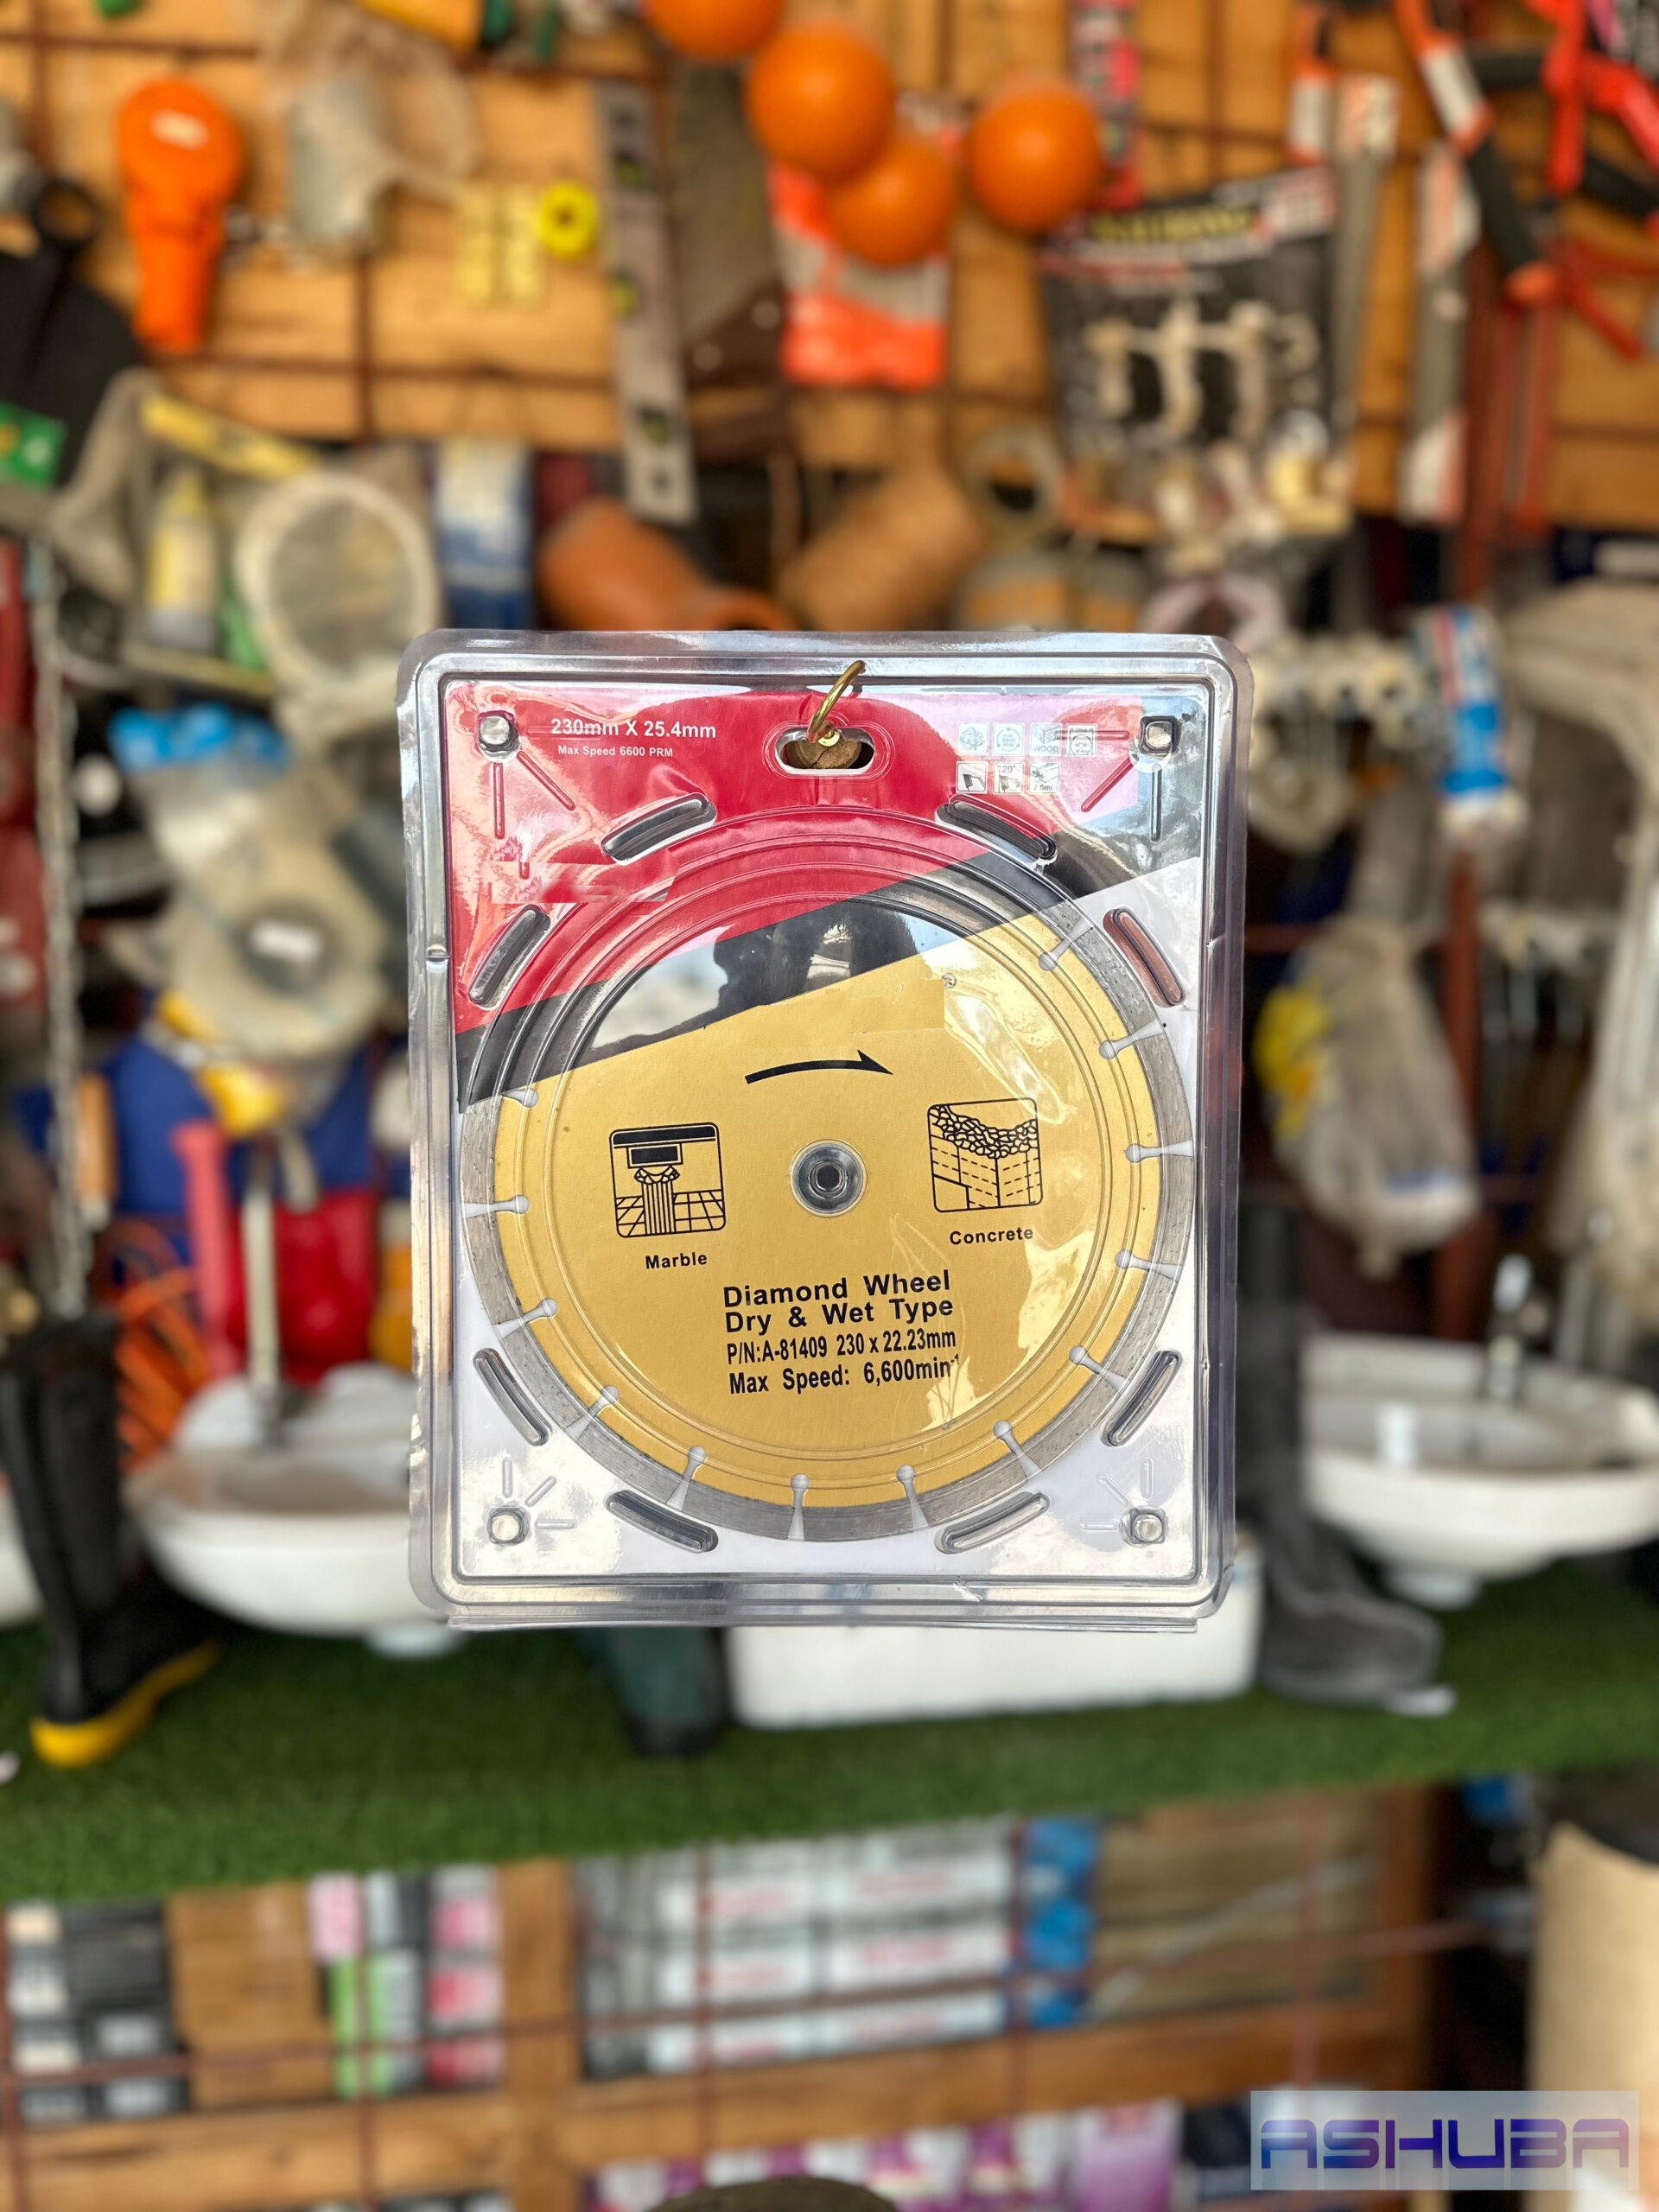 230mm X 25.4mm
Max Speed 6600 PRM
WOOD
Marble
Concrete
Diamond Wheel
Dry & Wet Type
P/N:A-81409 230 x 22.23mm
Max Speed: 6,600min⁻¹
ASHUBA